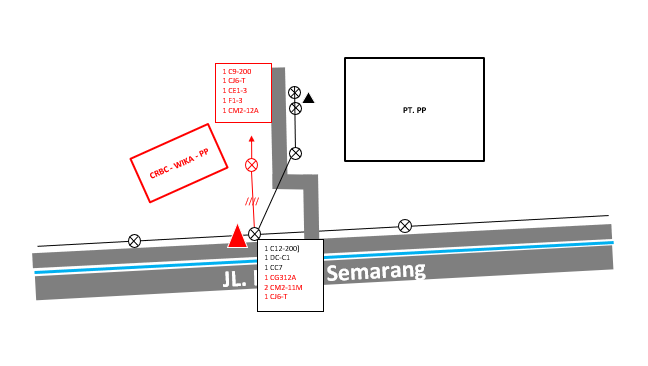 1 C9-200
1 CJ6-T
1 CE1-3
1 F1-3
1 CM2-12A
PT. PP
CRBC - WIKA - PP
////
1 C12-200J
1 DC-C1
1 CC7
1 CG312A
2 CM2-11M
1 CJ6-T
JL. Semarang